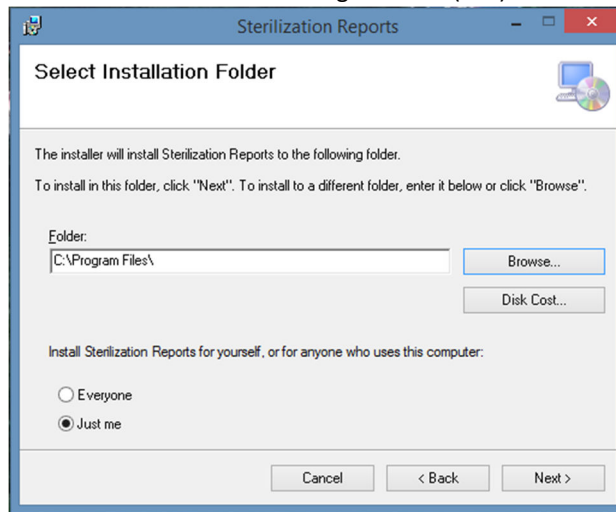 Sterilization Reports
Select Installation Folder
The installer will install Sterilization Reports to the following folder.
To install in this folder, click "Next". To install to a different folder, enter it below or click "Browse".
Folder:
C:\Program Files\
Browse...
Disk Cost...
Install Sterilization Reports for yourself, or for anyone who uses this computer:
Everyone
Just me
Cancel
< Back
Next >